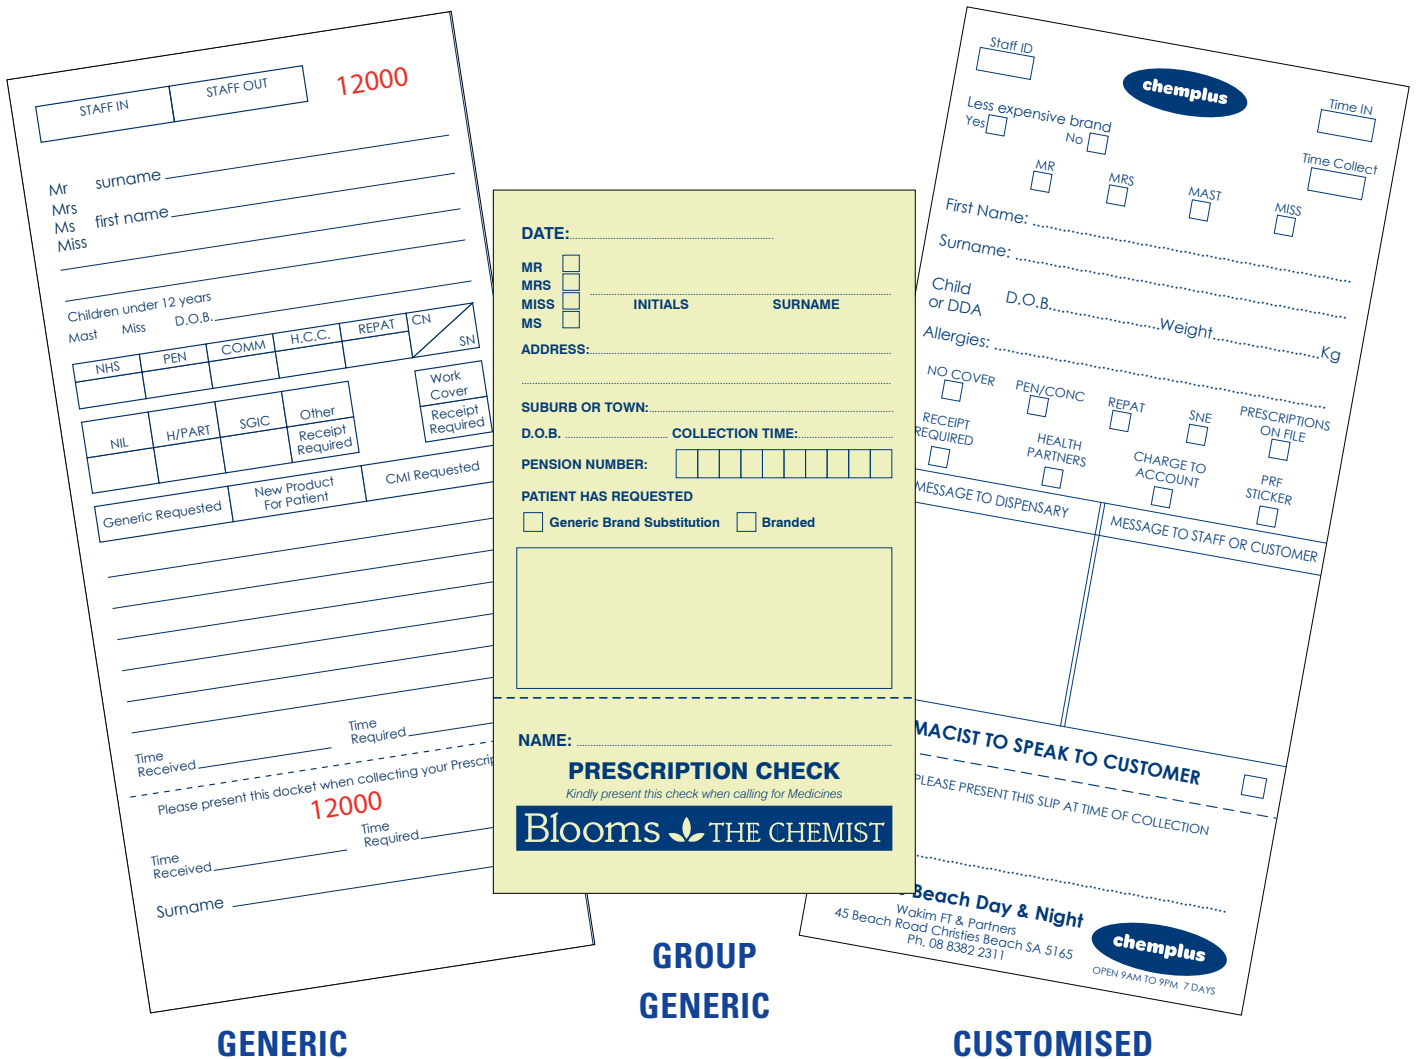 STAFF IN STAFF OUT 12000
Mr surname
Mrs
Ms first name
Miss
Children under 12 years
Mast Miss D.O.B.
NHS PEN COMM H.C.C. REPAT CN SN
Work
Cover
NIL H/PART SGIC Other
Receipt
Required
Receipt
Required
Generic Requested New Product
For Patient CMI Requested
Time
Received
Time
Required
Please present this docket when collecting your
12000
Time
Received
Time
Required
Surname
GENERIC
DATE:
MR
MRS
MISS INITIALS SURNAME
MS
ADDRESS:
SUBURB OR TOWN:
D.O.B. COLLECTION TIME:
PENSION NUMBER:
PATIENT HAS REQUESTED
Generic Brand Substitution Branded
NAME:
PRESCRIPTION CHECK
Kindly present this check when calling for Medicines
Blooms THE CHEMIST
GROUP
GENERIC
Staff ID
chemplus
Time IN
Less expensive brand
Yes No
Time Collect
MR MRS MAST MISS
First Name:
Surname:
Child
or DDA D.O.B. Weight Kg
Allergies:
NO COVER PEN/CONC REPAT SNE PRESCRIPTIONS
ON FILE
RECEIPT
REQUIRED
HEALTH
PARTNERS
CHARGE TO
ACCOUNT
PRF
STICKER
MESSAGE TO DISPENSARY MESSAGE TO STAFF OR CUSTOMER
MACIST TO SPEAK TO CUSTOMER
PLEASE PRESENT THIS SLIP AT TIME OF COLLECTION
Beach Day & Night
Wakim FT & Partners
45 Beach Road Christies Beach SA 5165
Ph. 08 8382 2311
chemplus
OPEN 9AM TO 9PM 7 DAYS
CUSTOMISED